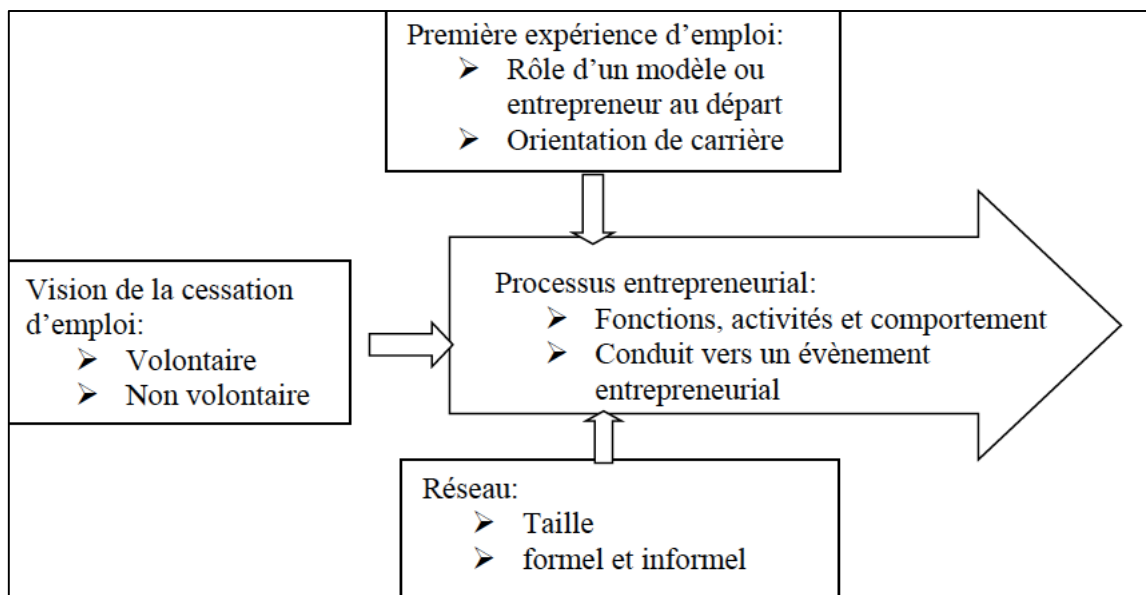 Première expérience d’emploi:
➢ Rôle d’un modèle ou
entrepreneur au départ
➢ Orientation de carrière
Vision de la cessation
d’emploi:
➢ Volontaire
➢ Non volontaire
Processus entrepreneurial:
➢ Fonctions, activités et comportement
➢ Conduit vers un évènement
entrepreneurial
Réseau:
➢ Taille
➢ formel et informel